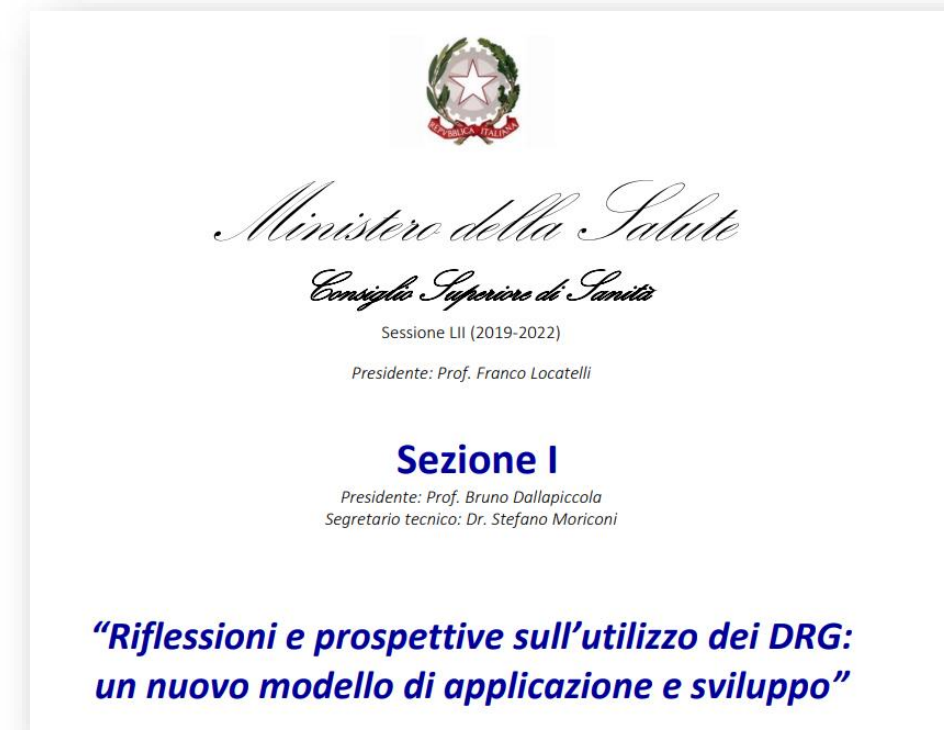 REPVBBLICA ITALIANA
Ministero della Salute
Consiglio Superiore di Sanità
Sessione LII (2019-2022)
Presidente: Prof. Franco Locatelli
Sezione I
Presidente: Prof. Bruno Dallapiccola
Segretario tecnico: Dr. Stefano Moriconi
“Riflessioni e prospettive sull’utilizzo dei DRG:
un nuovo modello di applicazione e sviluppo”